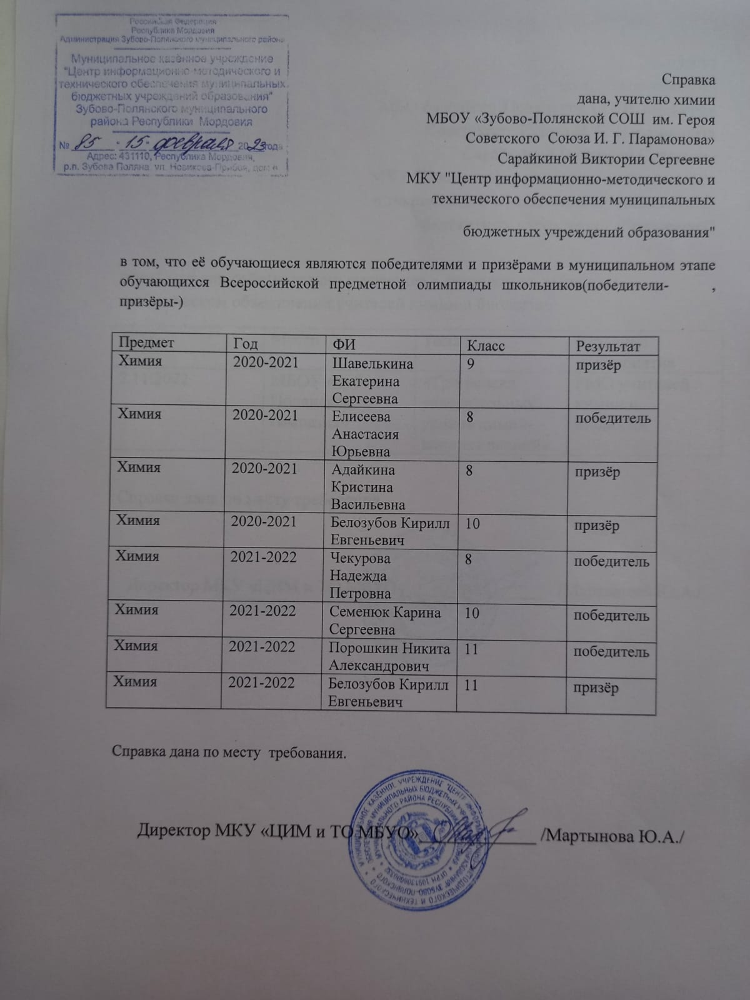 Российская Федерация
Республика Мордовия
Администрация Зубово-Полянского муниципального района
Муниципальное казённое учреждение
"Центр информационно-методического и
технического обеспечения муниципальных
бюджетных учреждений образования"
Зубово-Полянского муниципального
района Республики Мордовия
№ 85 "15" февраля 2023года
Адрес: 431110, Республика Мордовия,
р.п. Зубова Поляна, ул. Новикова-Прибоя, дом
Справка
дана, учителю химии
МБОУ «Зубово-Полянской СОШ им. Героя
Советского Союза И. Г. Парамонова»
Сарайкиной Виктории Сергеевне
МКУ "Центр информационно-методического и
технического обеспечения муниципальных
бюджетных учреждений образования"
в том, что её обучающиеся являются победителями и призёрами в муниципальном этапе
обучающихся Всероссийской предметной олимпиады школьников(победители- ,
призёры-)
Предмет Год ФИ Класс Результат
Химия 2020-2021 Шавелькина 9 призёр
Екатерина
Сергеевна
Химия 2020-2021 Елисеева 8 победитель
Анастасия
Юрьевна
Химия 2020-2021 Адайкина 8 призёр
Кристина
Васильевна
Химия 2020-2021 Белозубов Кирилл 10 призёр
Евгеньевич
Химия 2021-2022 Чекурова 8 победитель
Надежда
Петровна
Химия 2021-2022 Семенюк Карина 10 победитель
Сергеевна
Химия 2021-2022 Порошкин Никита 11 победитель
Александрович
Химия 2021-2022 Белозубов Кирилл 11 призёр
Евгеньевич
Справка дана по месту требования.
Директор МКУ «ЦИМ и ТО МБУО» /Мартынова Ю.А./